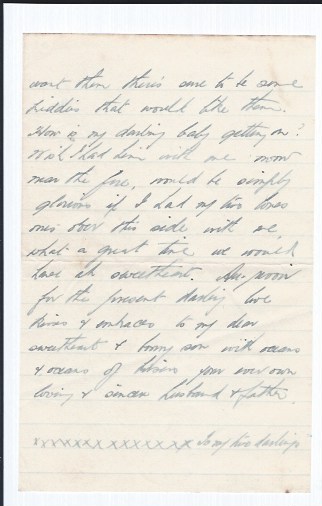 want them there's sure to be some
kiddies that would like them.
How is my darling baby getting on?
Wish I had him with me now
near the fire, would be simply
glorious if I had my two loved
ones over this side with me,
what a great time we would
have eh sweetheart. Au-revoir
for the present darling love
kisses & embraces to my dear
sweetheart & bonny son with oceans
& oceans of kisses your ever own
loving & sincere husband & father.
xxxxxxxxxxxxxxxx to my two darlings